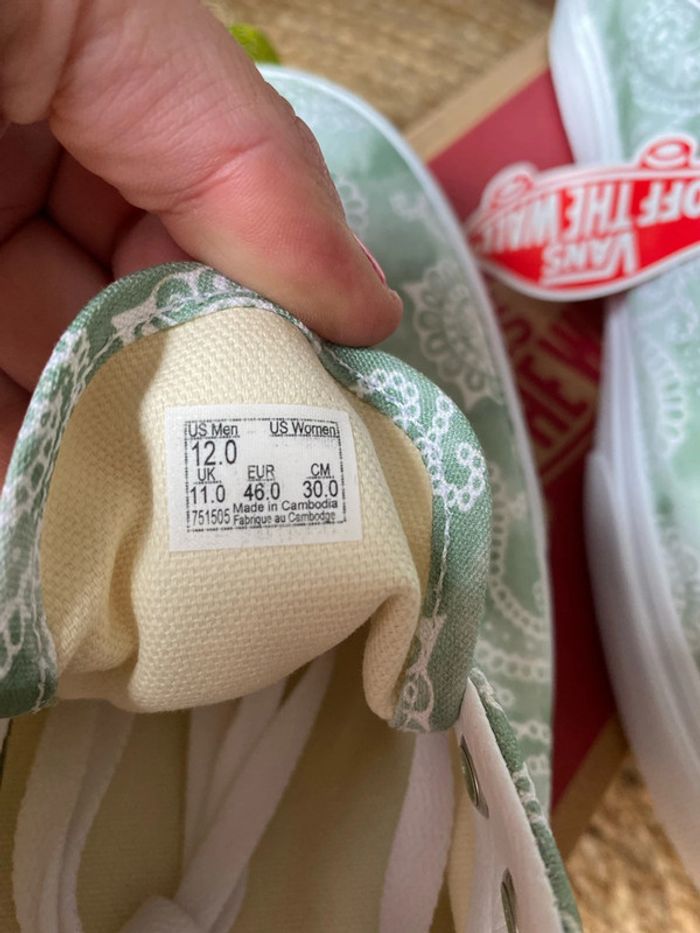 US Men US Women
12.0
UK EUR CM
11.0 46.0 30.0
751505 Made in Cambodia
Fabrique au Cambodge
VANS
"OFF THE WALL"